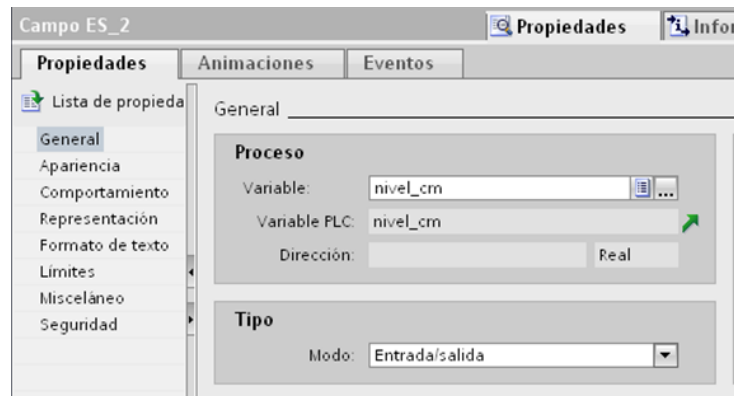 Campo ES_2
Propiedades
Infor
Propiedades
Animaciones
Eventos
Lista de propieda
General
Apariencia
Comportamiento
Representación
Formato de texto
Límites
Misceláneo
Seguridad
General
Proceso
Variable: nivel_cm ...
Variable PLC: nivel_cm
Dirección: Real
Tipo
Modo: Entrada/salida